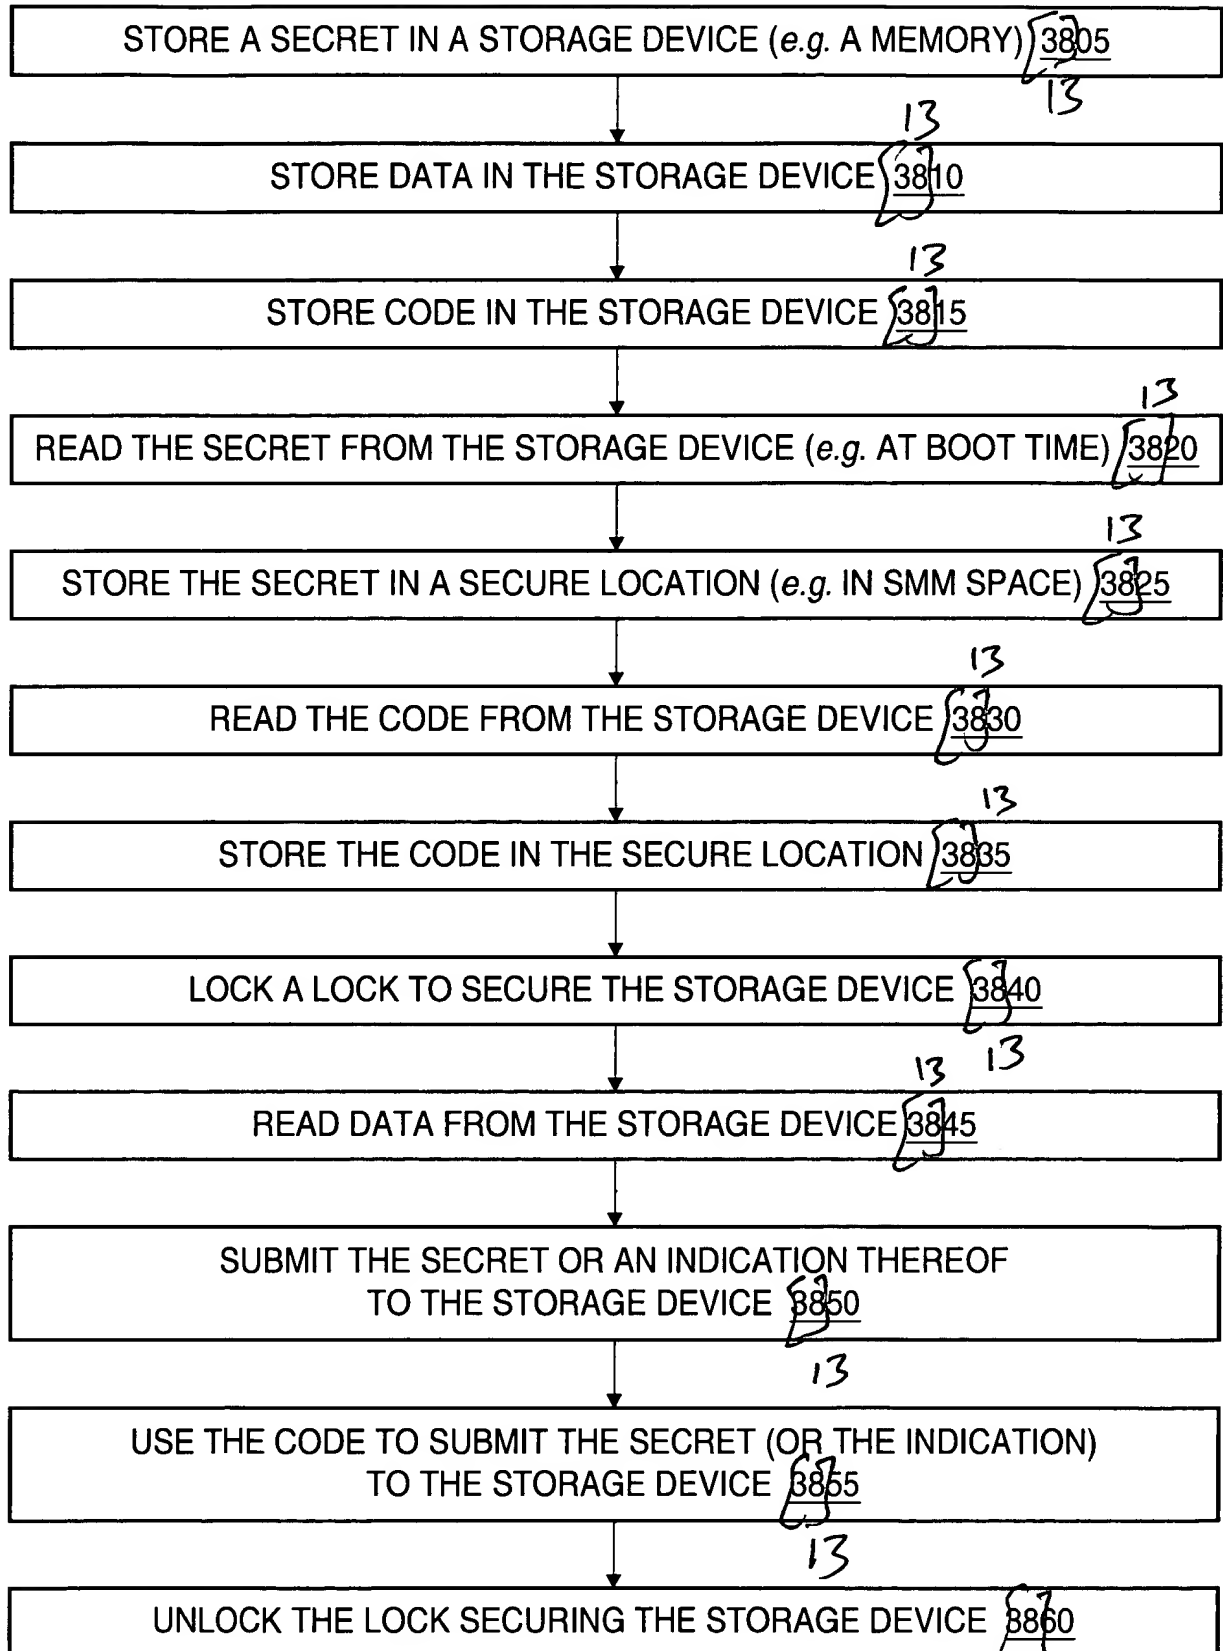 STORE A SECRET IN A STORAGE DEVICE (e.g. A MEMORY) 3805
13
13
STORE DATA IN THE STORAGE DEVICE 3810
13
STORE CODE IN THE STORAGE DEVICE 3815
13
READ THE SECRET FROM THE STORAGE DEVICE (e.g. AT BOOT TIME) 3820
13
STORE THE SECRET IN A SECURE LOCATION (e.g. IN SMM SPACE) 3825
13
READ THE CODE FROM THE STORAGE DEVICE 3830
13
STORE THE CODE IN THE SECURE LOCATION 3835
LOCK A LOCK TO SECURE THE STORAGE DEVICE 3840
13
13
READ DATA FROM THE STORAGE DEVICE 3845
SUBMIT THE SECRET OR AN INDICATION THEREOF
TO THE STORAGE DEVICE 3850
13
USE THE CODE TO SUBMIT THE SECRET (OR THE INDICATION)
TO THE STORAGE DEVICE 3855
13
UNLOCK THE LOCK SECURING THE STORAGE DEVICE 3860